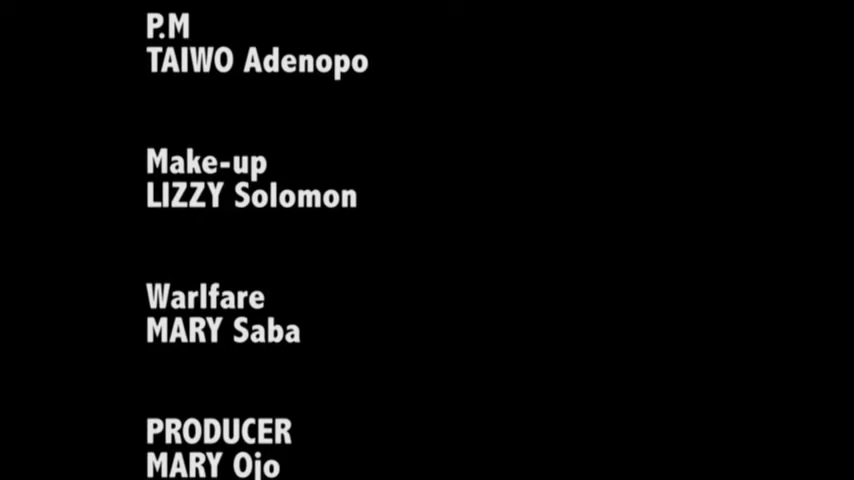 P.M
TAIWO Adenopo
Make-up
LIZZY Solomon
Warlfare
MARY Saba
PRODUCER
MARY Ojo